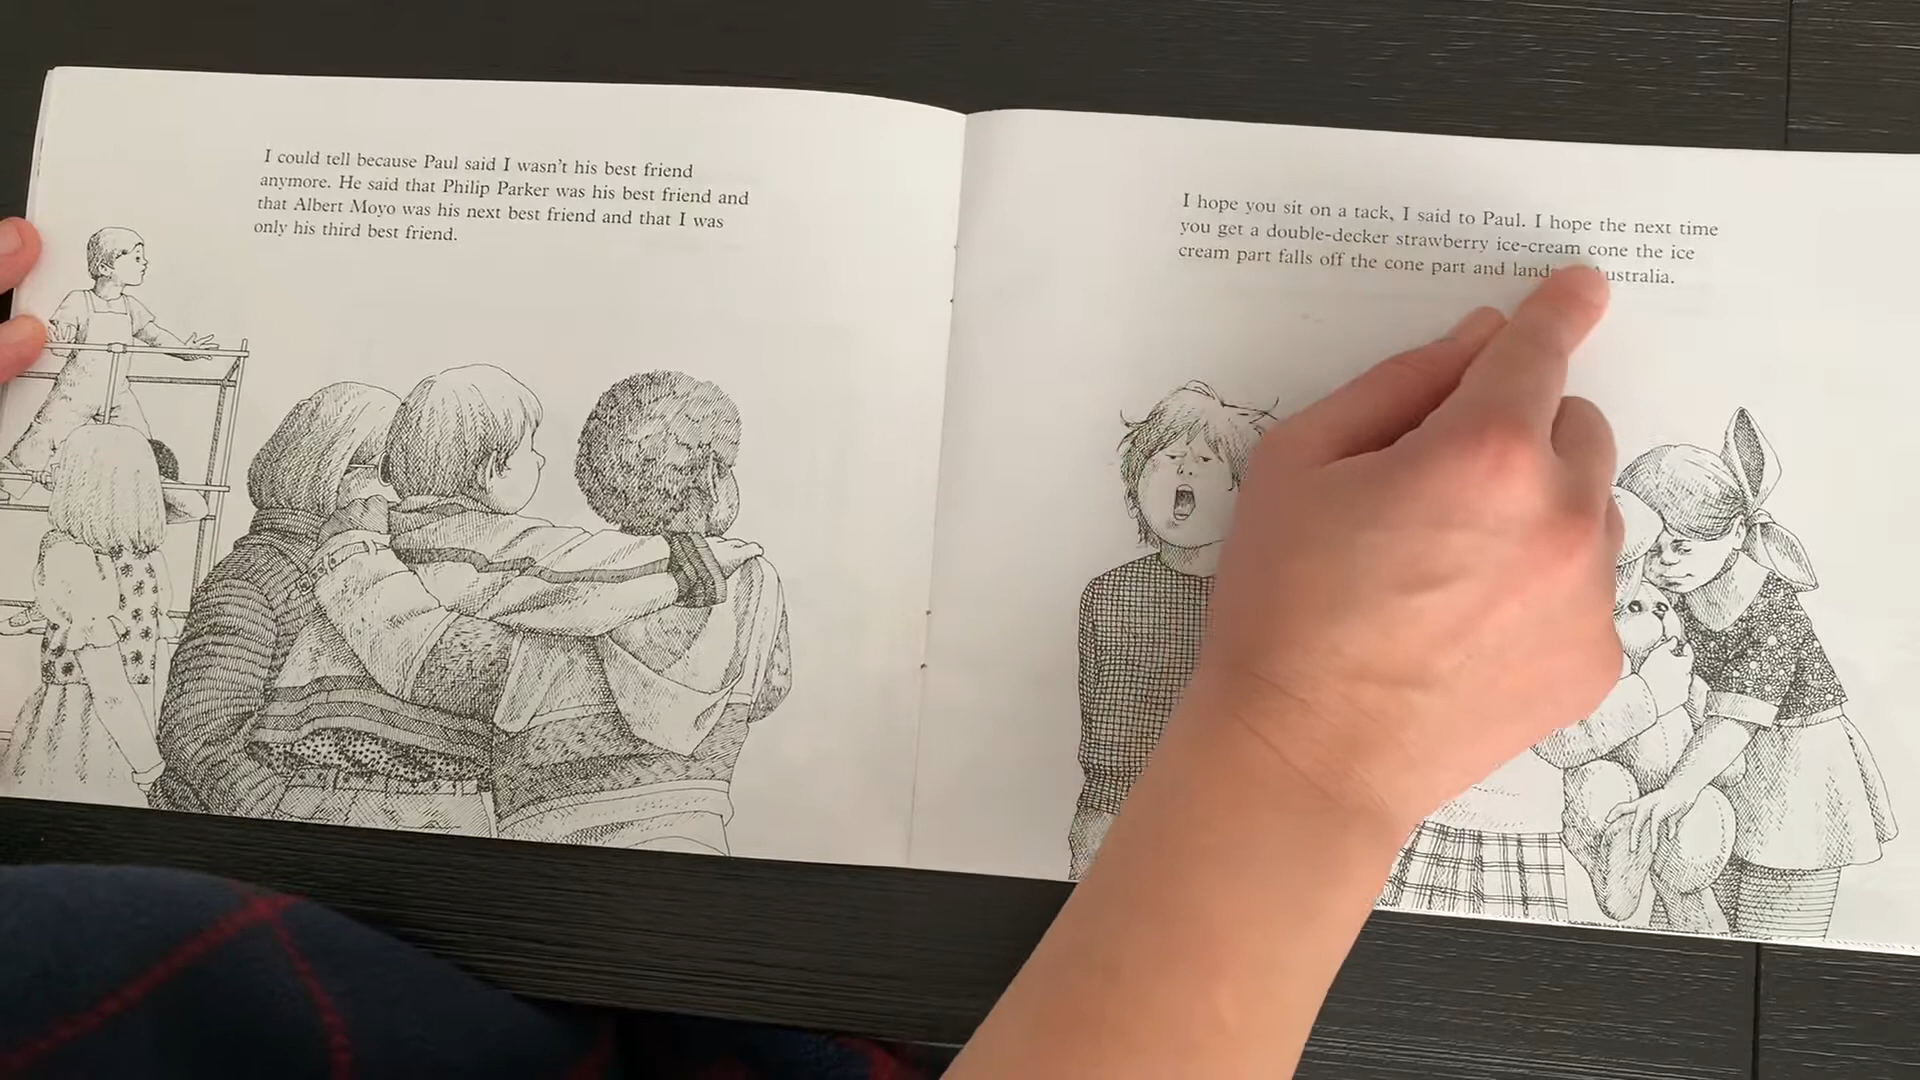 I could tell because Paul said I wasn't his best friend
anymore. He said that Philip Parker was his best friend and
that Albert Moyo was his next best friend and that I was
only his third best friend.
I hope you sit on a tack, I said to Paul. I hope the next time
you get a double-decker strawberry ice-cream cone the ice
cream part falls off the cone part and Australia.